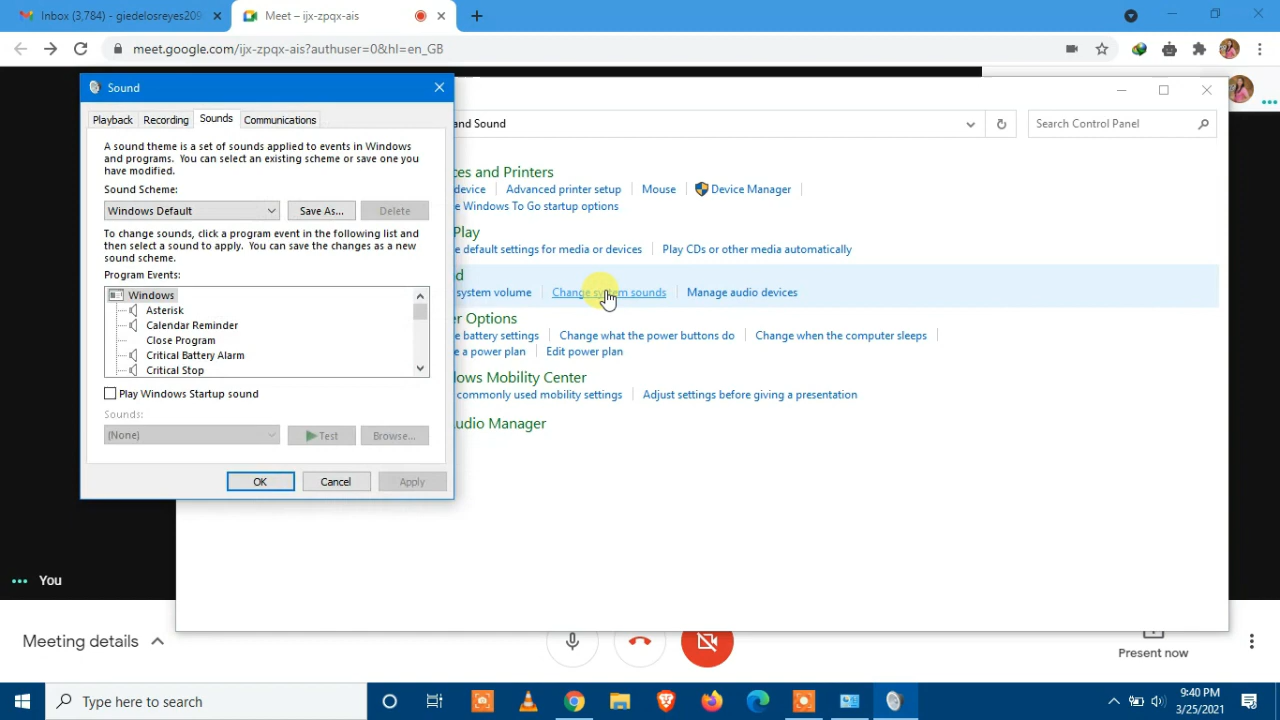 Inbox (3,784) - giedelosreyes209
Meet – ijx-zpqx-ais
meet.google.com/ijx-zpqx-ais?authuser=0&hl=en_GB
Sound
Playback Recording Sounds Communications
A sound theme is a set of sounds applied to events in Windows
and programs. You can select an existing scheme or save one you
have modified.
Sound Scheme:
Windows Default Save As... Delete
To change sounds, click a program event in the following list and
then select a sound to apply. You can save the changes as a new
sound scheme.
Program Events:
Windows
Asterisk
Calendar Reminder
Close Program
Critical Battery Alarm
Critical Stop
Play Windows Startup sound
Sounds:
(None) Test Browse...
OK Cancel Apply
and Sound
Search Control Panel
ces and Printers
device Advanced printer setup Mouse Device Manager
e Windows To Go startup options
Play
e default settings for media or devices Play CDs or other media automatically
d
system volume Change system sounds Manage audio devices
er Options
e battery settings Change what the power buttons do Change when the computer sleeps
e a power plan Edit power plan
lows Mobility Center
commonly used mobility settings Adjust settings before giving a presentation
udio Manager
You
Meeting details
Present now
Type here to search
9:40 PM
3/25/2021